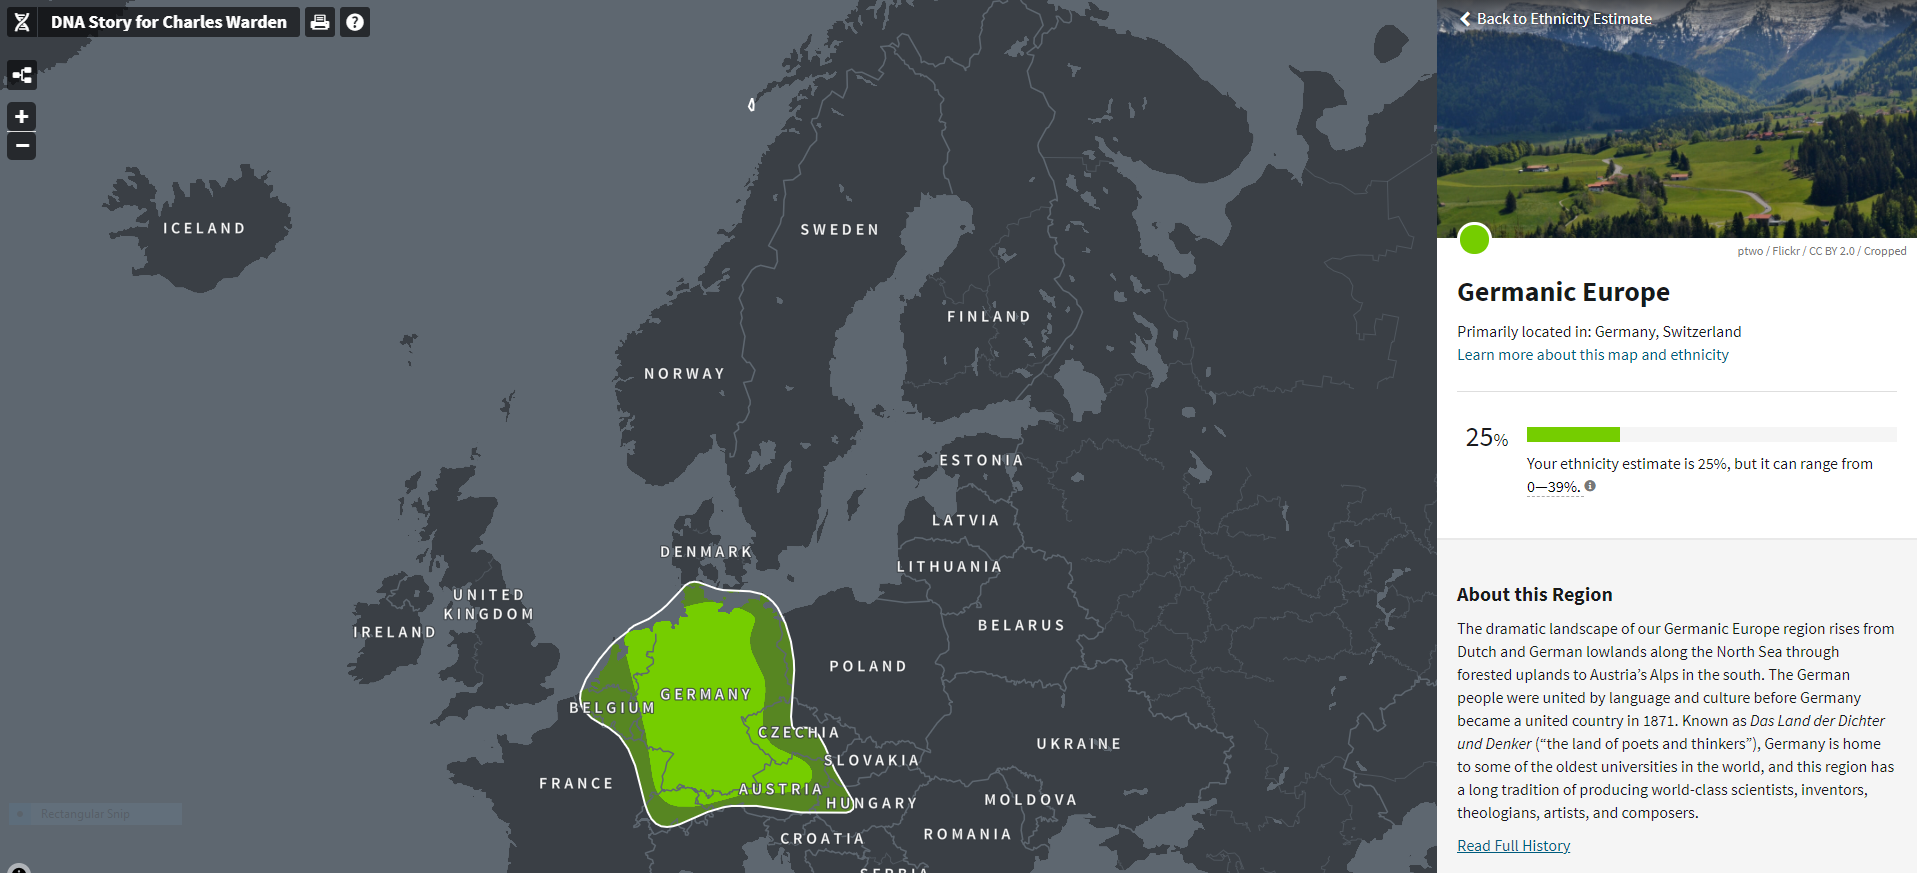 DNA Story for Charles Warden
Back to Ethnicity Estimate
ICELAND
SWEDEN
FINLAND
NORWAY
ESTONIA
LATVIA
DENMARK
LITHUANIA
UNITED
KINGDOM
IRELAND
BELARUS
POLAND
GERMANY
BELGIUM
CZECHIA
UKRAINE
SLOVAKIA
FRANCE
AUSTRIA
HUNGARY
MOLDOVA
CROATIA
ROMANIA
SERBIA
Rectangular Snip
ptwo / Flickr / CC BY 2.0 / Cropped
Germanic Europe
Primarily located in: Germany, Switzerland
Learn more about this map and ethnicity
25%
Your ethnicity estimate is 25%, but it can range from
0—39%.
About this Region
The dramatic landscape of our Germanic Europe region rises from
Dutch and German lowlands along the North Sea through
forested uplands to Austria’s Alps in the south. The German
people were united by language and culture before Germany
became a united country in 1871. Known as Das Land der Dichter
und Denker (“the land of poets and thinkers”), Germany is home
to some of the oldest universities in the world, and this region has
a long tradition of producing world-class scientists, inventors,
theologians, artists, and composers.
Read Full History